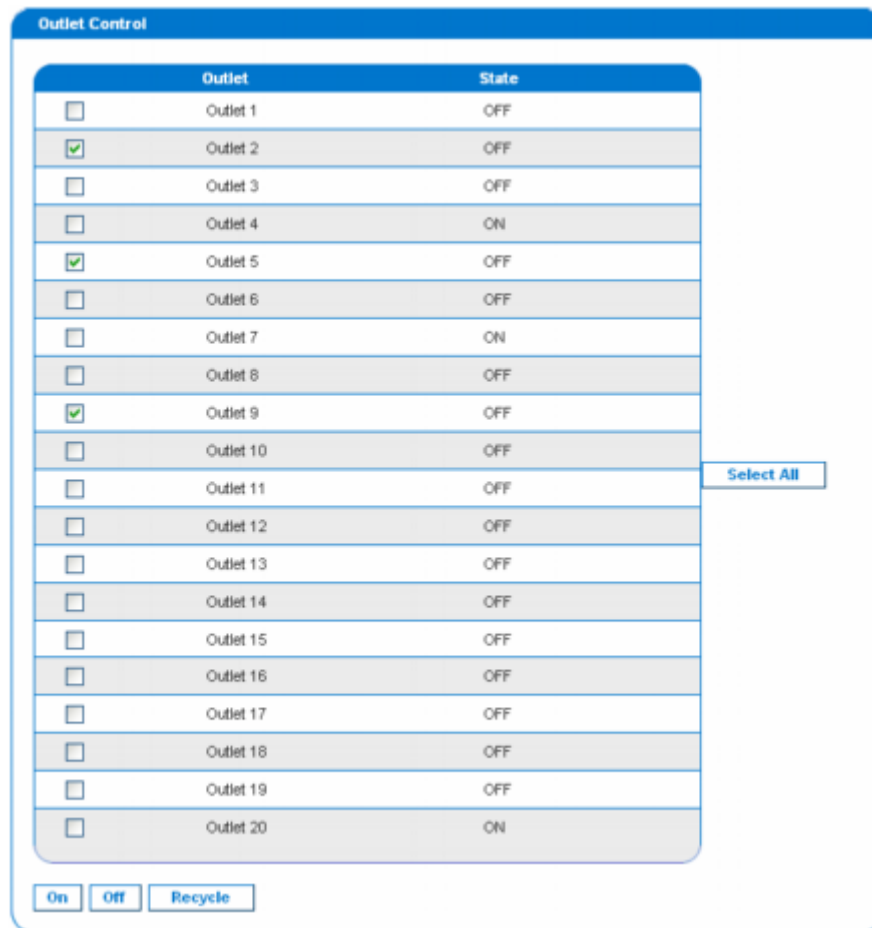 Outlet Control
Outlet State
Outlet 1 OFF
Outlet 2 OFF
Outlet 3 OFF
Outlet 4 ON
Outlet 5 OFF
Outlet 6 OFF
Outlet 7 ON
Outlet 8 OFF
Outlet 9 OFF
Outlet 10 OFF
Select All
Outlet 11 OFF
Outlet 12 OFF
Outlet 13 OFF
Outlet 14 OFF
Outlet 15 OFF
Outlet 16 OFF
Outlet 17 OFF
Outlet 18 OFF
Outlet 19 OFF
Outlet 20 ON
On Off Recycle